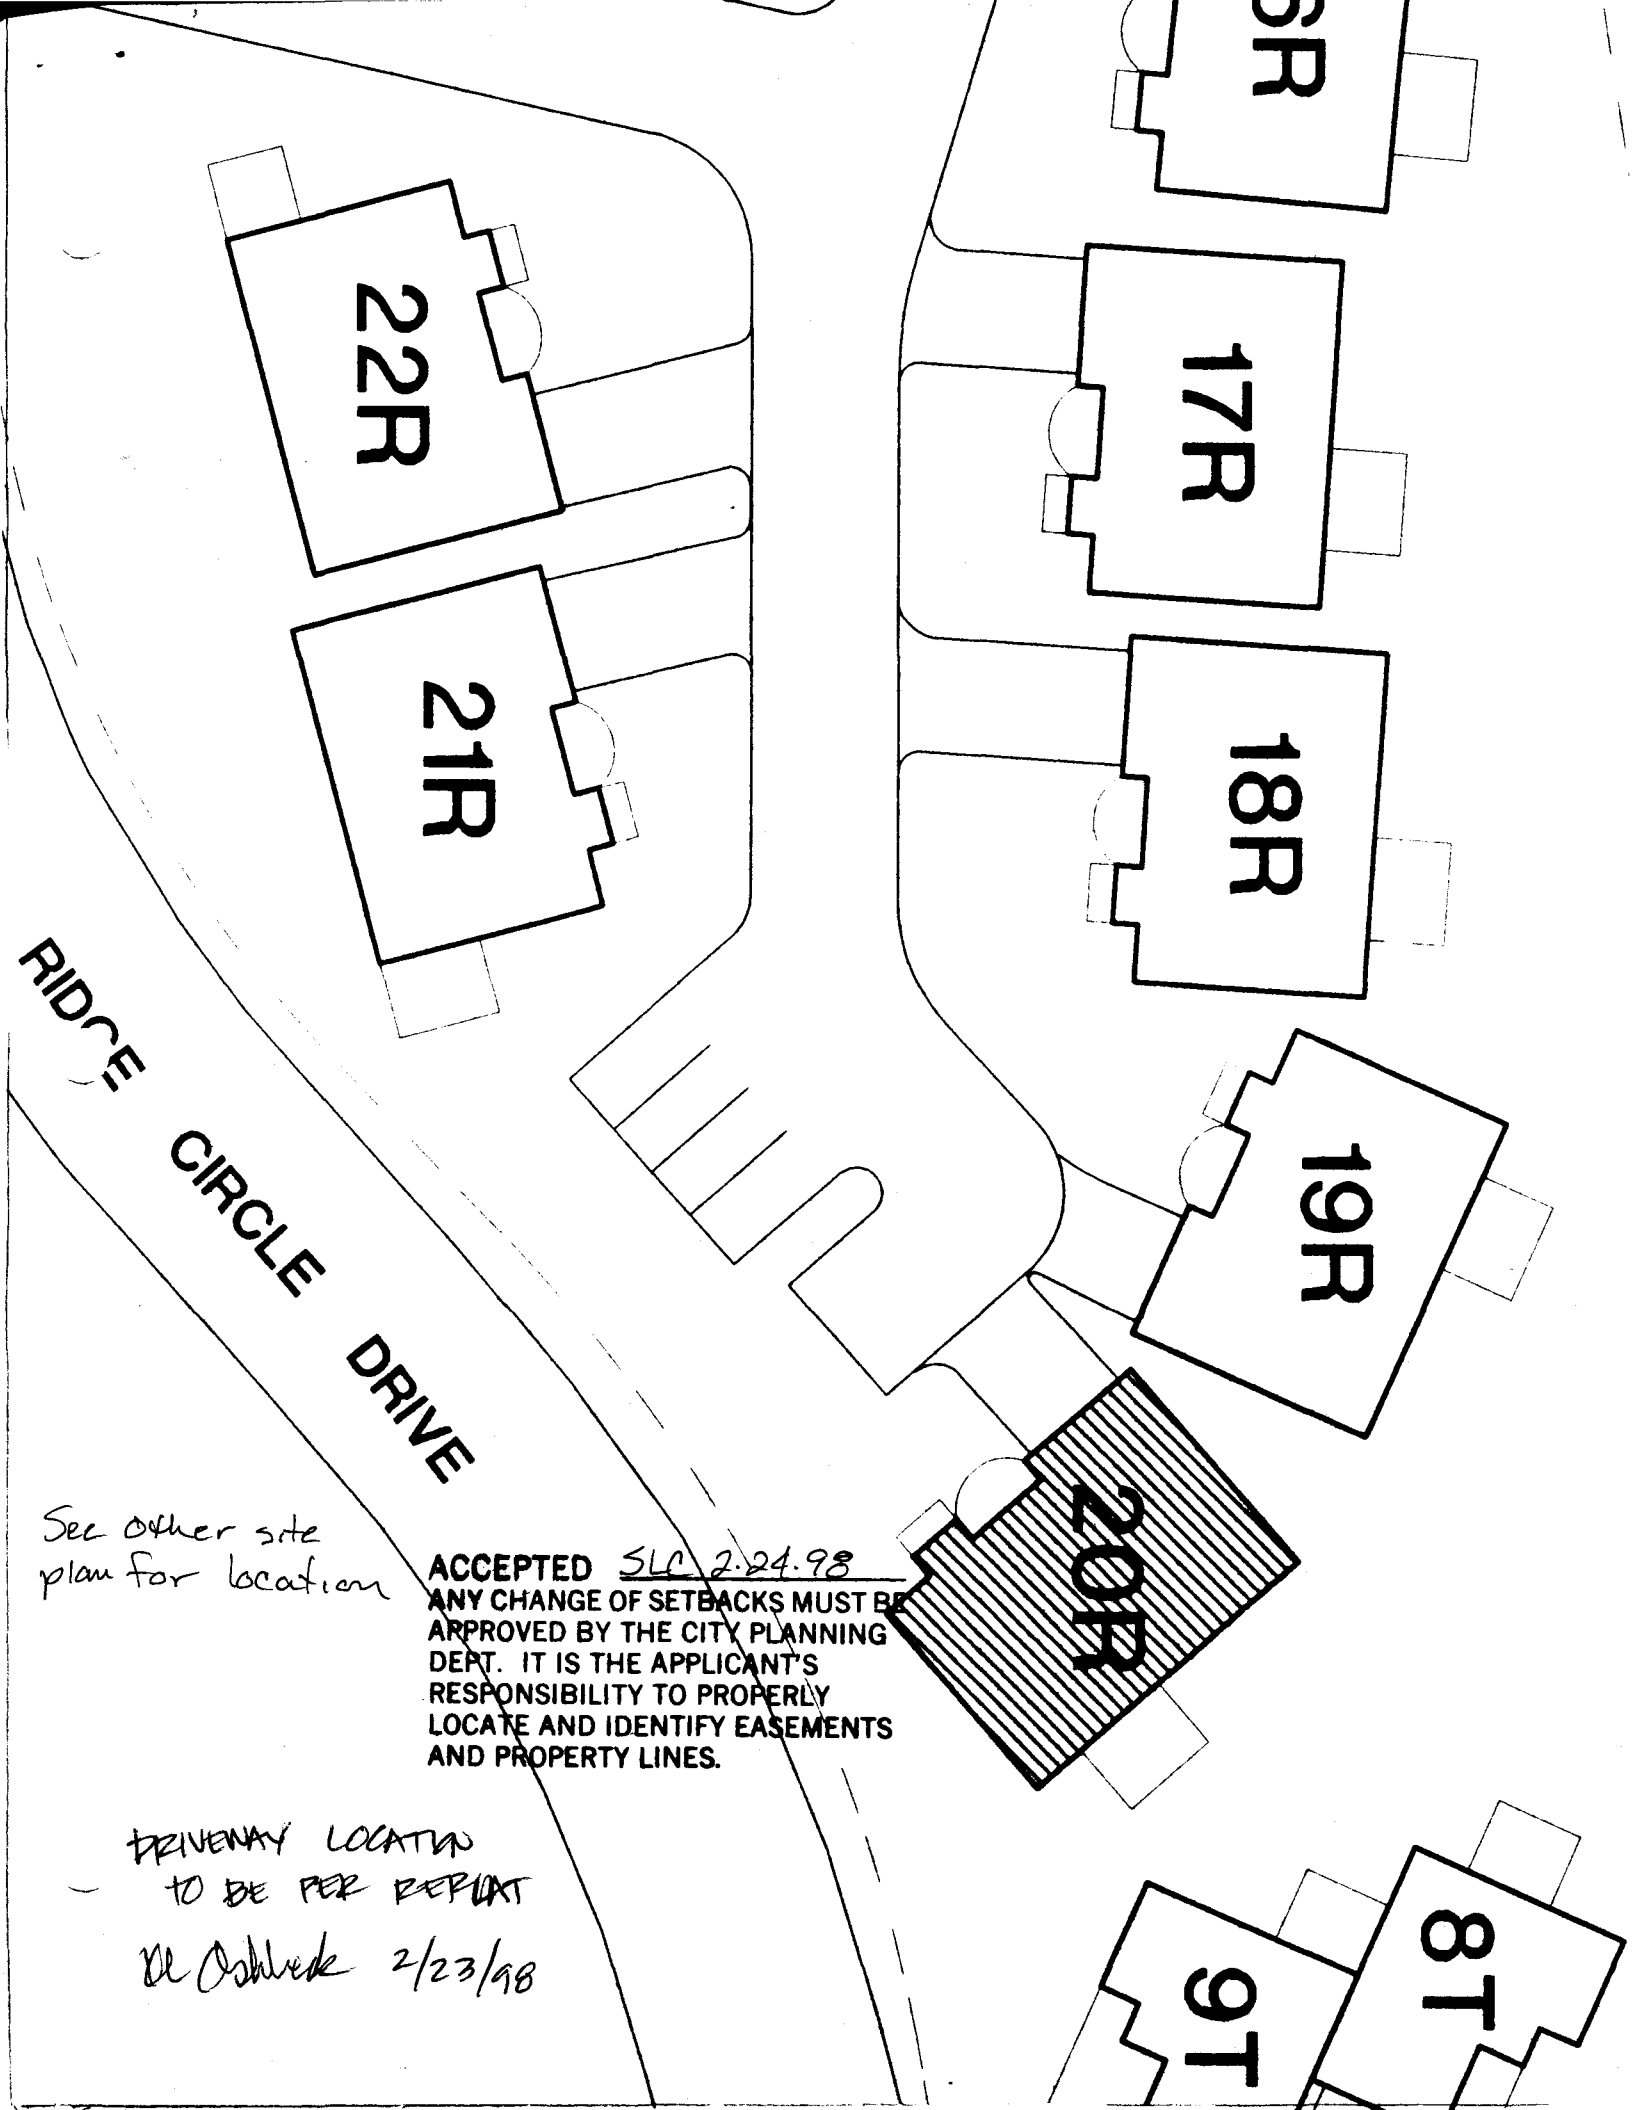 6R
22R
17R
21R
18R
19R
20R
RIDGE CIRCLE DRIVE
See other site
plan for location
ACCEPTED SLC 2.24.98
ANY CHANGE OF SETBACKS MUST BE
APPROVED BY THE CITY PLANNING
DEPT. IT IS THE APPLICANT'S
RESPONSIBILITY TO PROPERLY
LOCATE AND IDENTIFY EASEMENTS
AND PROPERTY LINES.
DRIVEWAY LOCATION
TO BE PER REPLAT
2/23/98
8T
9T